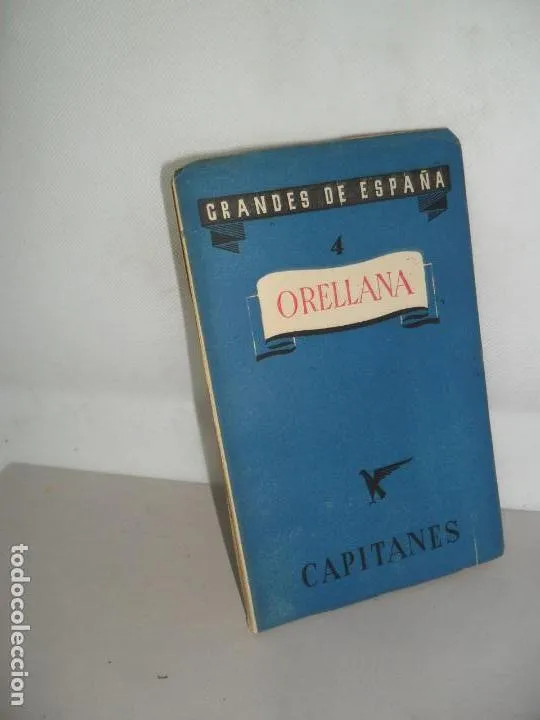 GRANDES DE ESPAÑA
4
ORELLANA
CAPITANES
todocoleccion